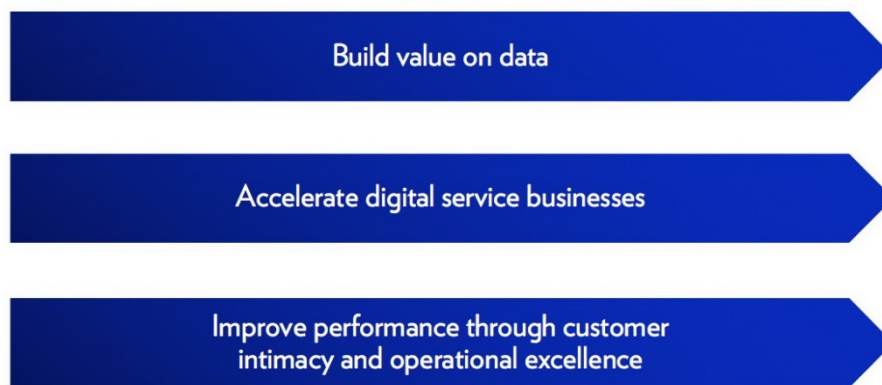 Build value on data
Accelerate digital service businesses
Improve performance through customer
intimacy and operational excellence